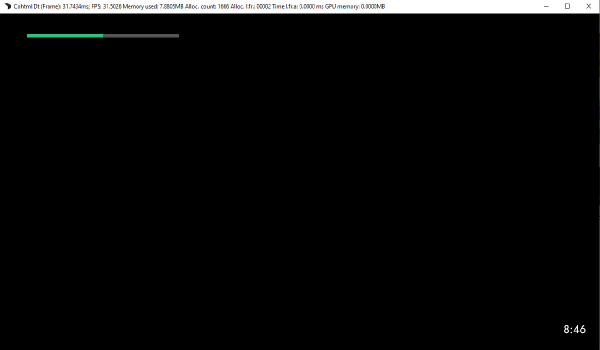 Cohtml Dt (Frame): 31.7434ms; FPS: 31.5026 Memory used: 7.8805MB Alloc. count: 1666 Alloc. l.fr.: 00002 Time l.fr.a: 0.0000 ms GPU memory: 0.0000MB
8:46